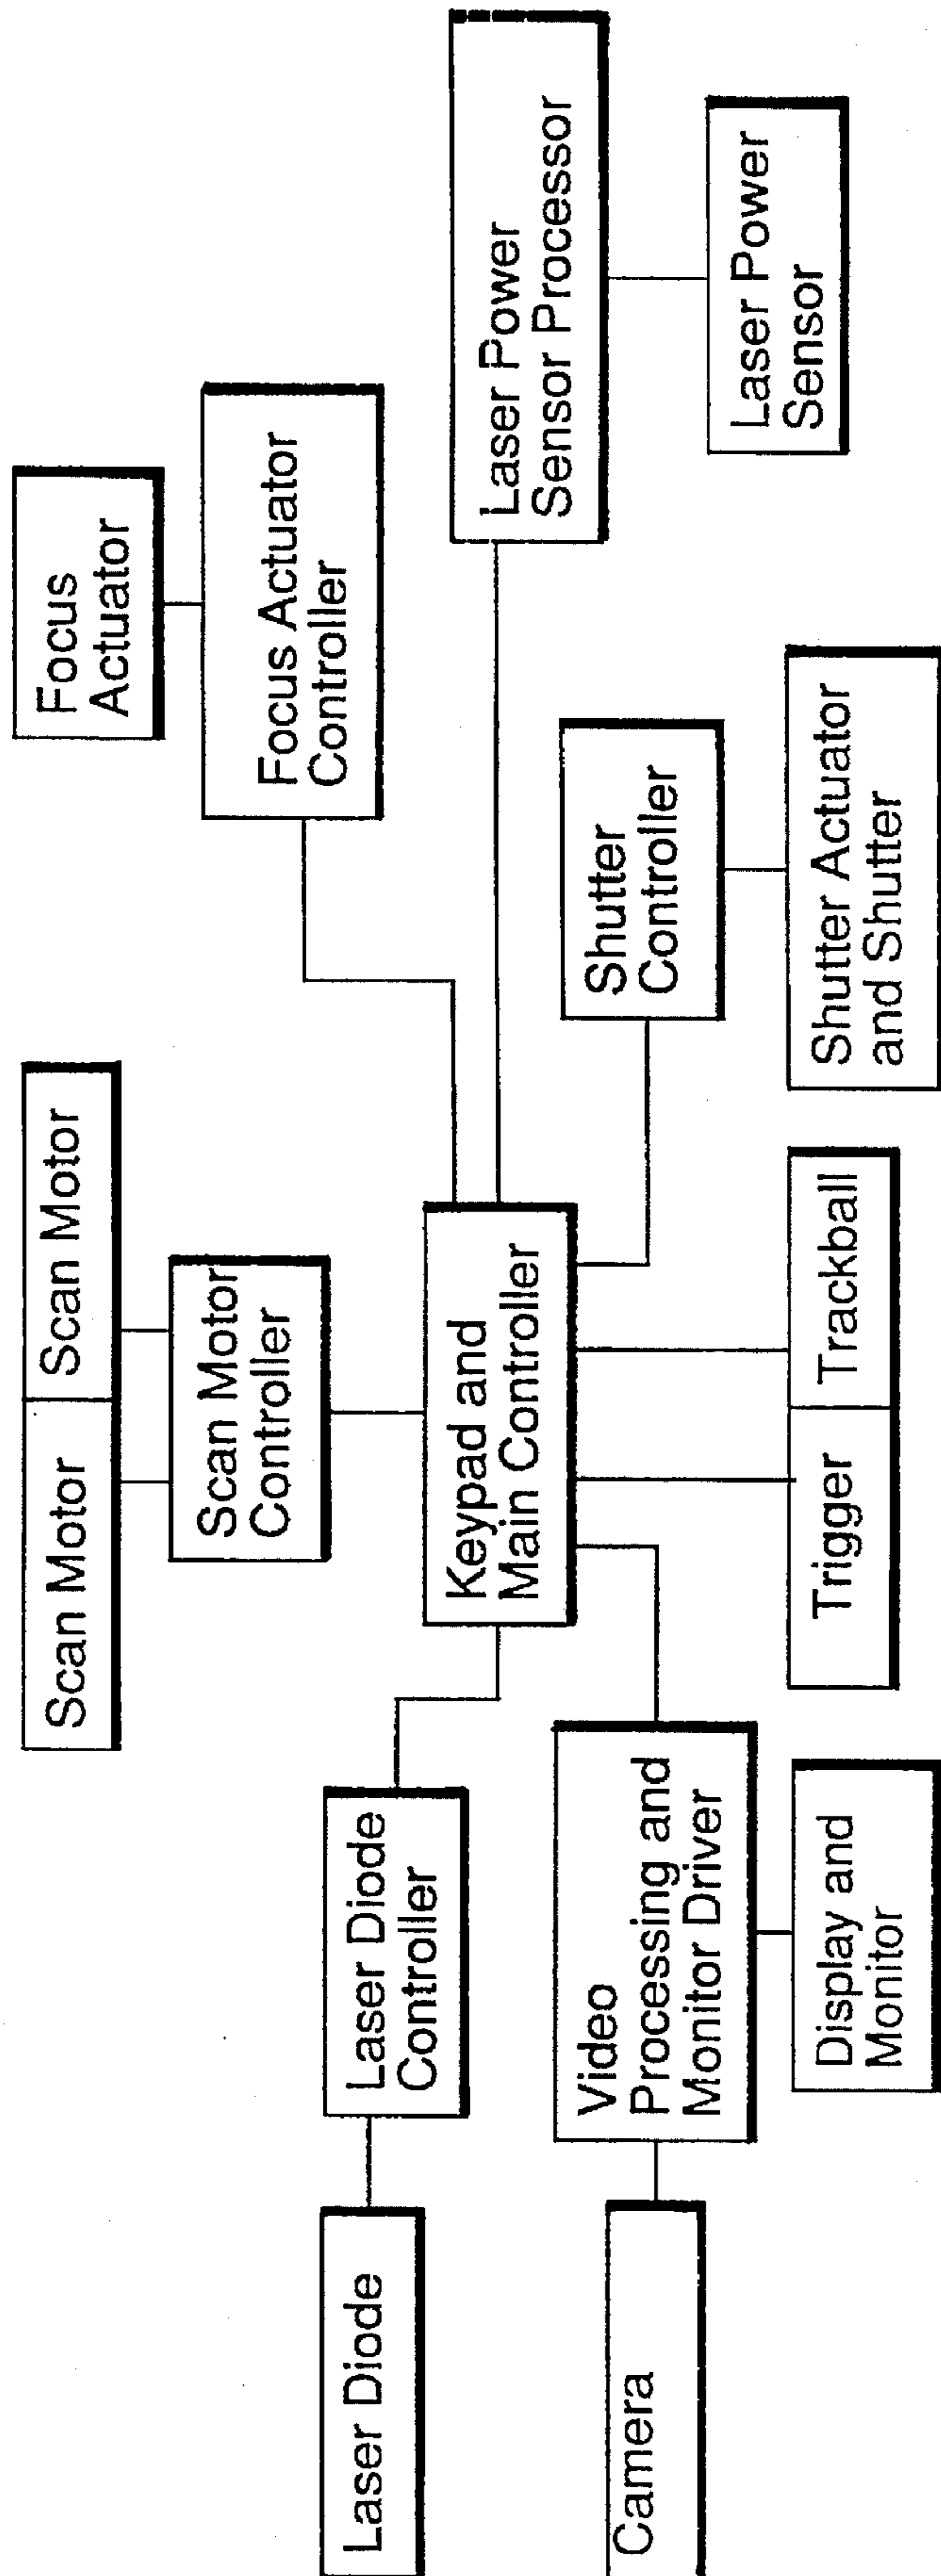 Scan Motor
Scan Motor
Focus
Actuator
Scan Motor
Controller
Focus Actuator
Controller
Laser Diode
Laser Diode
Controller
Keypad and
Main Controller
Laser Power
Sensor Processor
Camera
Video
Processing and
Monitor Driver
Shutter
Controller
Laser Power
Sensor
Display and
Monitor
Trigger
Trackball
Shutter Actuator
and Shutter